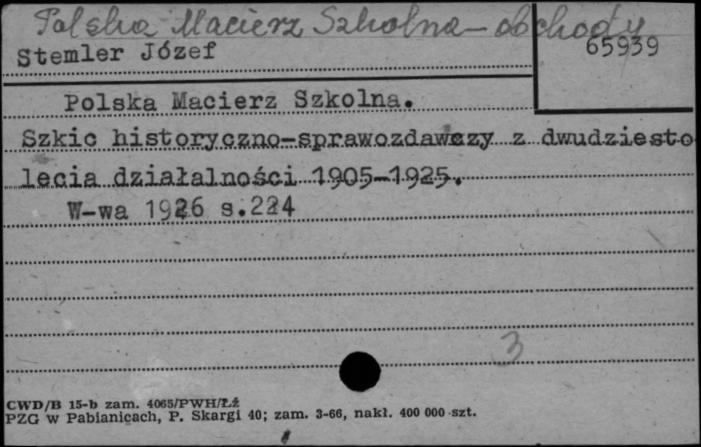 Polska Macierz Szkolna – obchody
Stemler Józef
65939
Polska Macierz Szkolna.
Szkic historyczno-sprawozdawczy z dwudziesto
lecia działalności 1905-1925.
W-wa 1926 s.224
3
CWD/B 15-b zam. 4065/PWH/Łź
PZG w Pabianicach, P. Skargi 40; zam. 3-66, nakł. 400 000 szt.